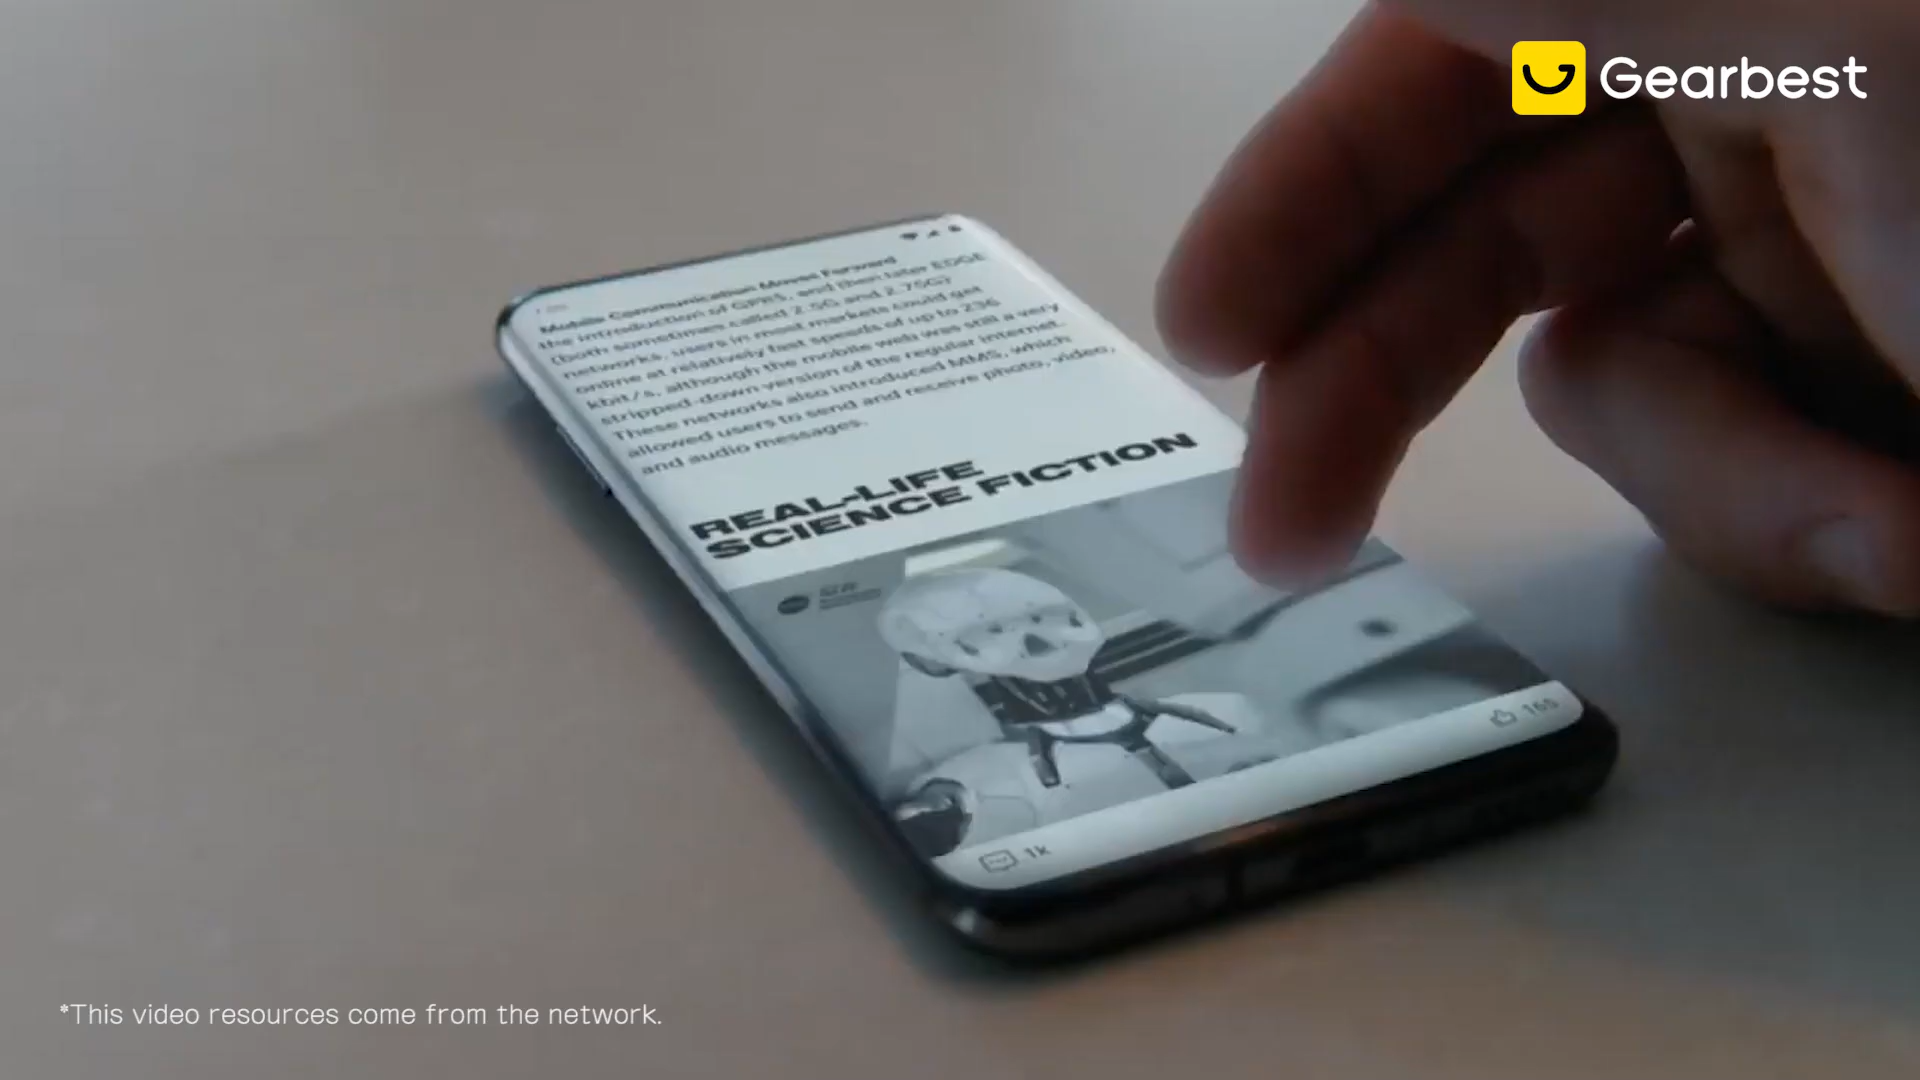 Gearbest
Mobile Communication Moves Forward
the introduction of GPRS, and then later EDGE
(both sometimes called 2.5G and 2.75G)
networks, users in most markets could get
online at relatively fast speeds of up to 236
kbit/s, although the mobile web was still a very
stripped-down version of the regular internet.
These networks also introduced MMS, which
allowed users to send and receive photo, video,
and audio messages.
REAL-LIFE
SCIENCE FICTION
165
1k
*This video resources come from the network.